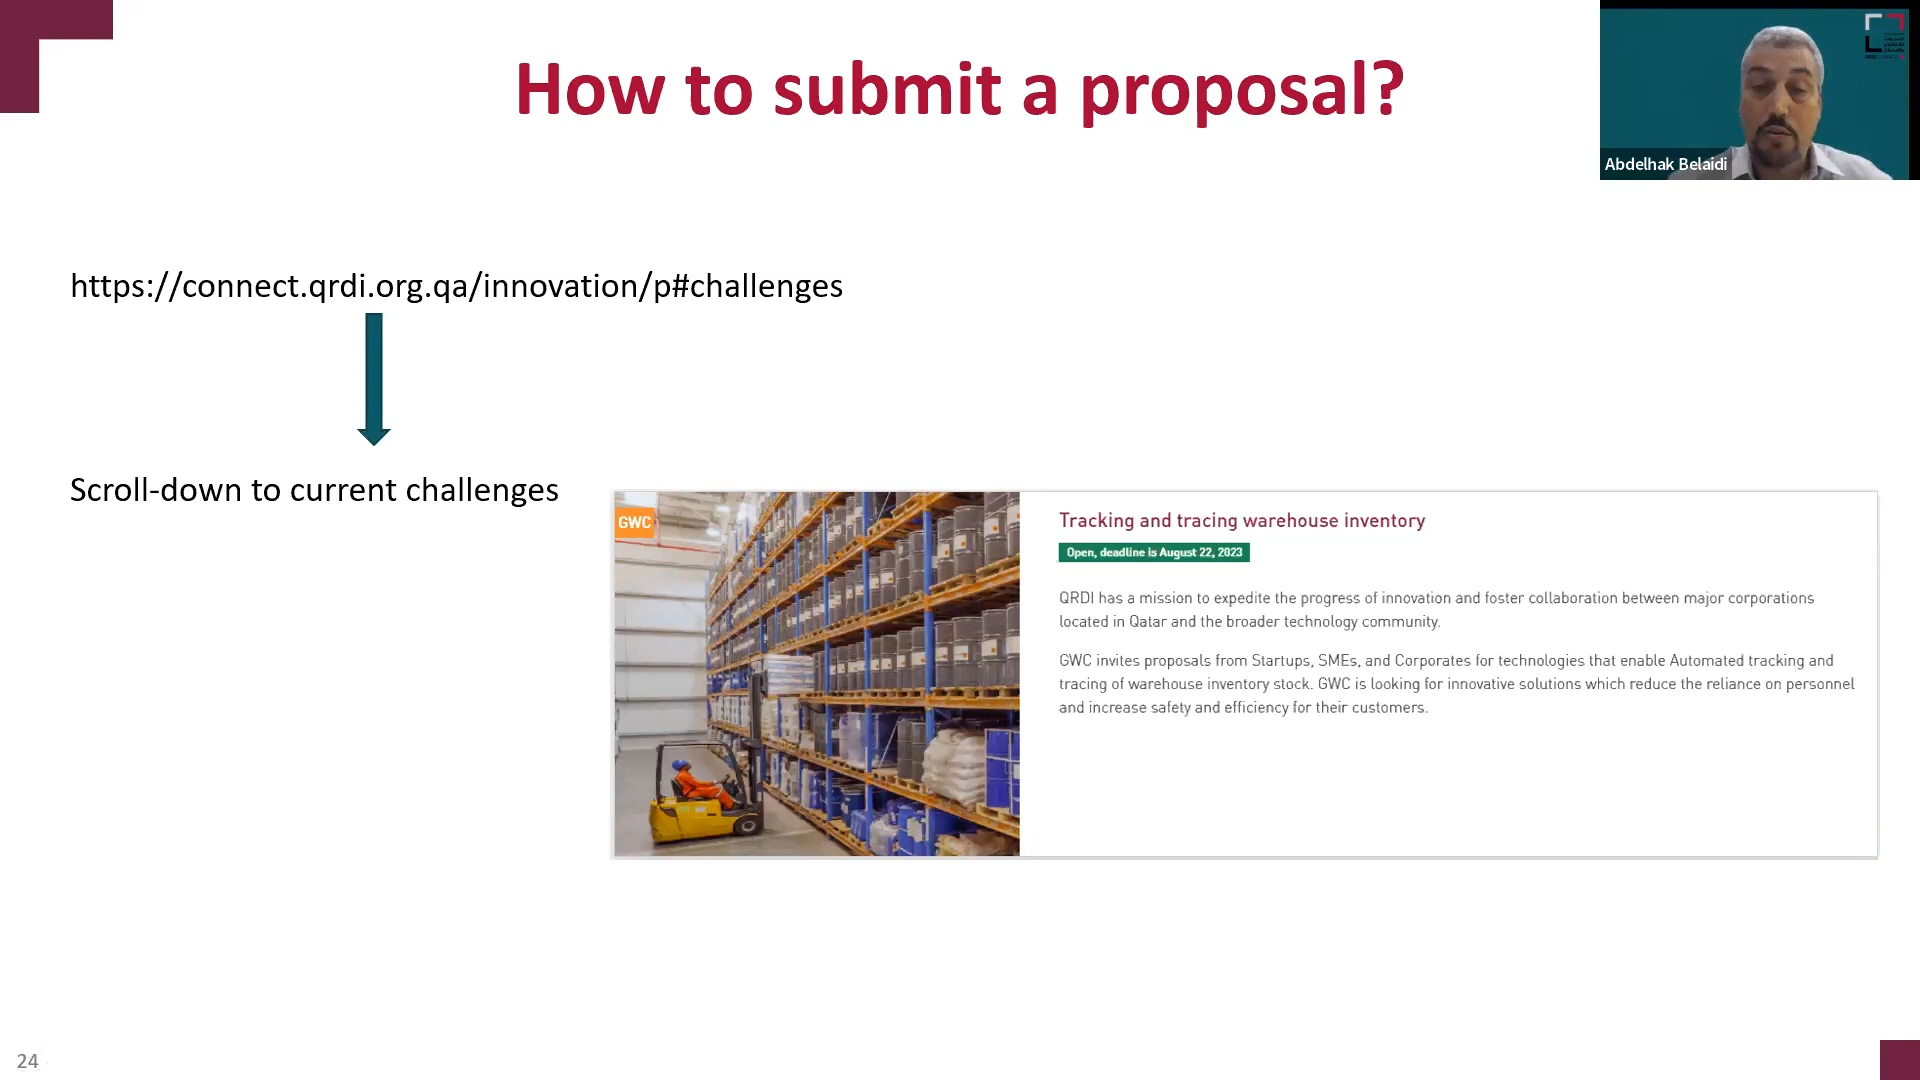 How to submit a proposal?
Abdelhak Belaidi
https://connect.qrdi.org.qa/innovation/p#challenges
Scroll-down to current challenges
GWC
Tracking and tracing warehouse inventory
Open, deadline is August 22, 2023
QRDI has a mission to expedite the progress of innovation and foster collaboration between major corporations
located in Qatar and the broader technology community.
GWC invites proposals from Startups, SMEs, and Corporates for technologies that enable Automated tracking and
tracing of warehouse inventory stock. GWC is looking for innovative solutions which reduce the reliance on personnel
and increase safety and efficiency for their customers.
24